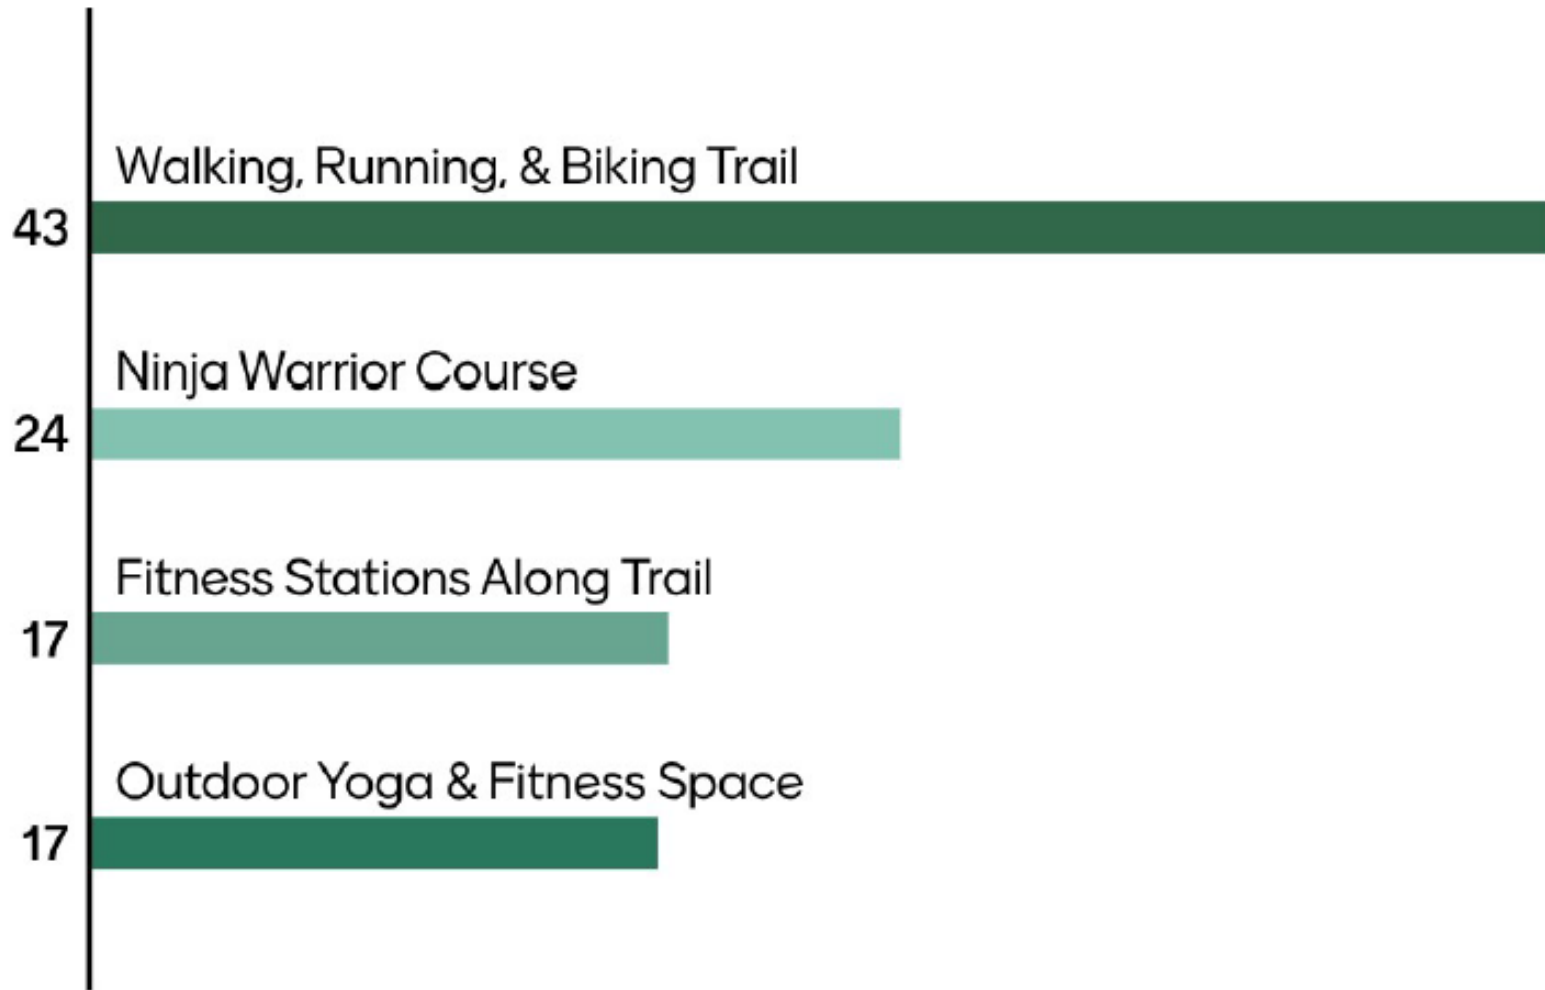 Walking, Running, & Biking Trail
43
Ninja Warrior Course
24
Fitness Stations Along Trail
17
Outdoor Yoga & Fitness Space
17